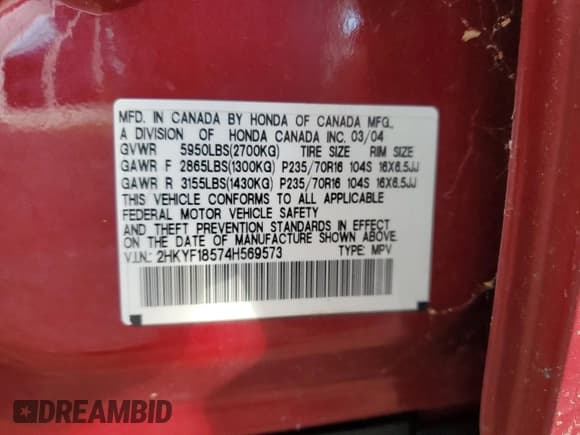 MFD. IN CANADA BY HONDA OF CANADA MFG.,
A DIVISION OF HONDA CANADA INC. 03/04
GVWR 5950LBS(2700KG) TIRE SIZE RIM SIZE
GAWR F 2865LBS(1300KG) P235/70R16 104S 16X6.5JJ
GAWR R 3155LBS(1430KG) P235/70R16 104S 16X6.5JJ
THIS VEHICLE CONFORMS TO ALL APPLICABLE
FEDERAL MOTOR VEHICLE SAFETY
AND THEFT PREVENTION STANDARDS IN EFFECT
ON THE DATE OF MANUFACTURE SHOWN ABOVE.
V.I.N.: 2HKYF18574H569573 TYPE: MPV
DREAMBID